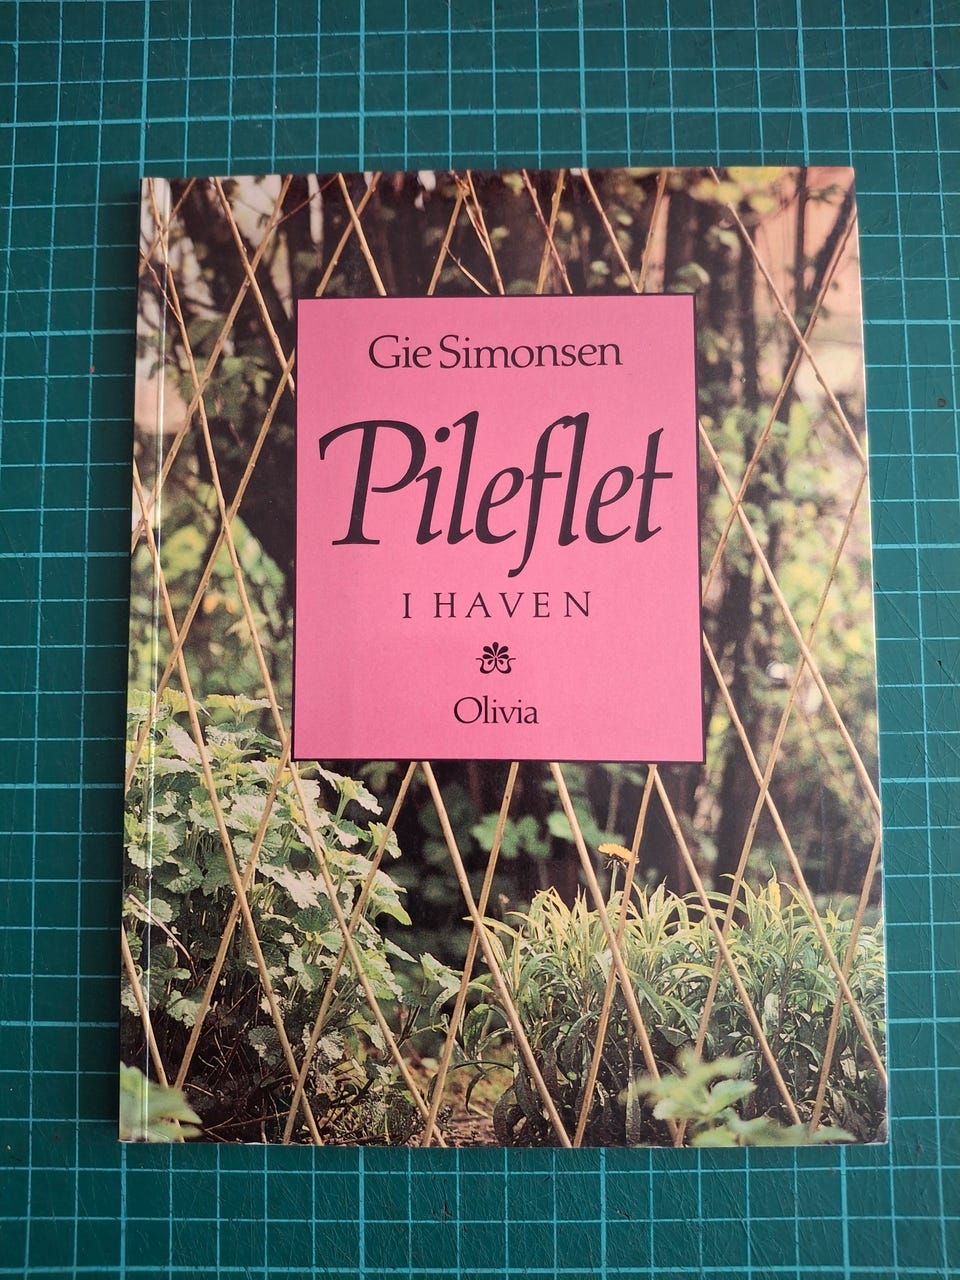 Gie Simonsen
Pileflet
I HAVEN
Olivia